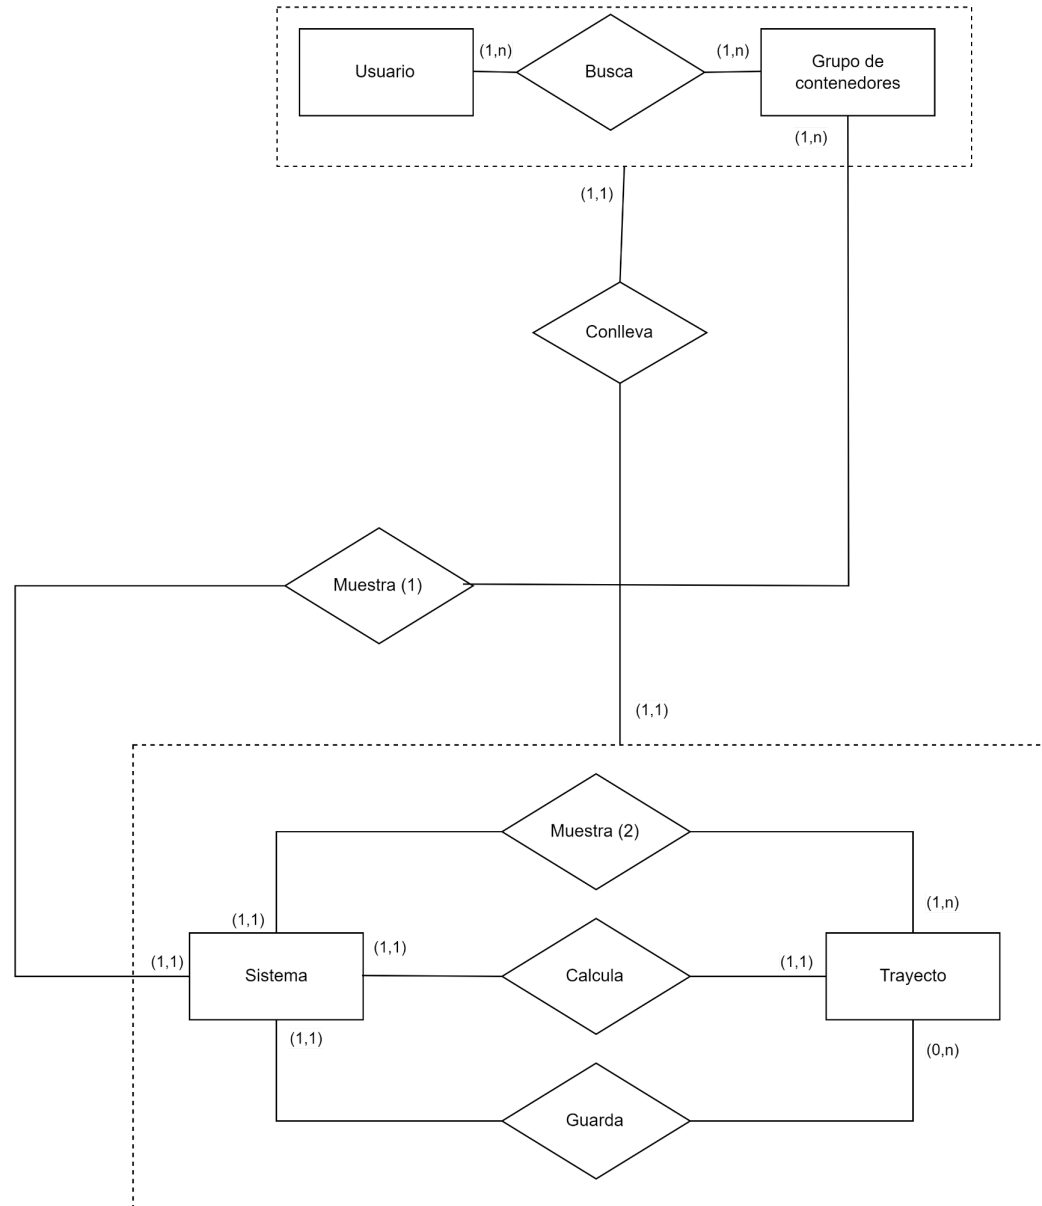 (1,n)
(1,n)
Usuario
Busca
Grupo de
contenedores
(1,n)
(1,1)
Conlleva
Muestra (1)
(1,1)
Muestra (2)
(1,n)
(1,1)
(1,1)
(1,1)
(1,1)
Sistema
Calcula
Trayecto
(1,1)
(0,n)
Guarda